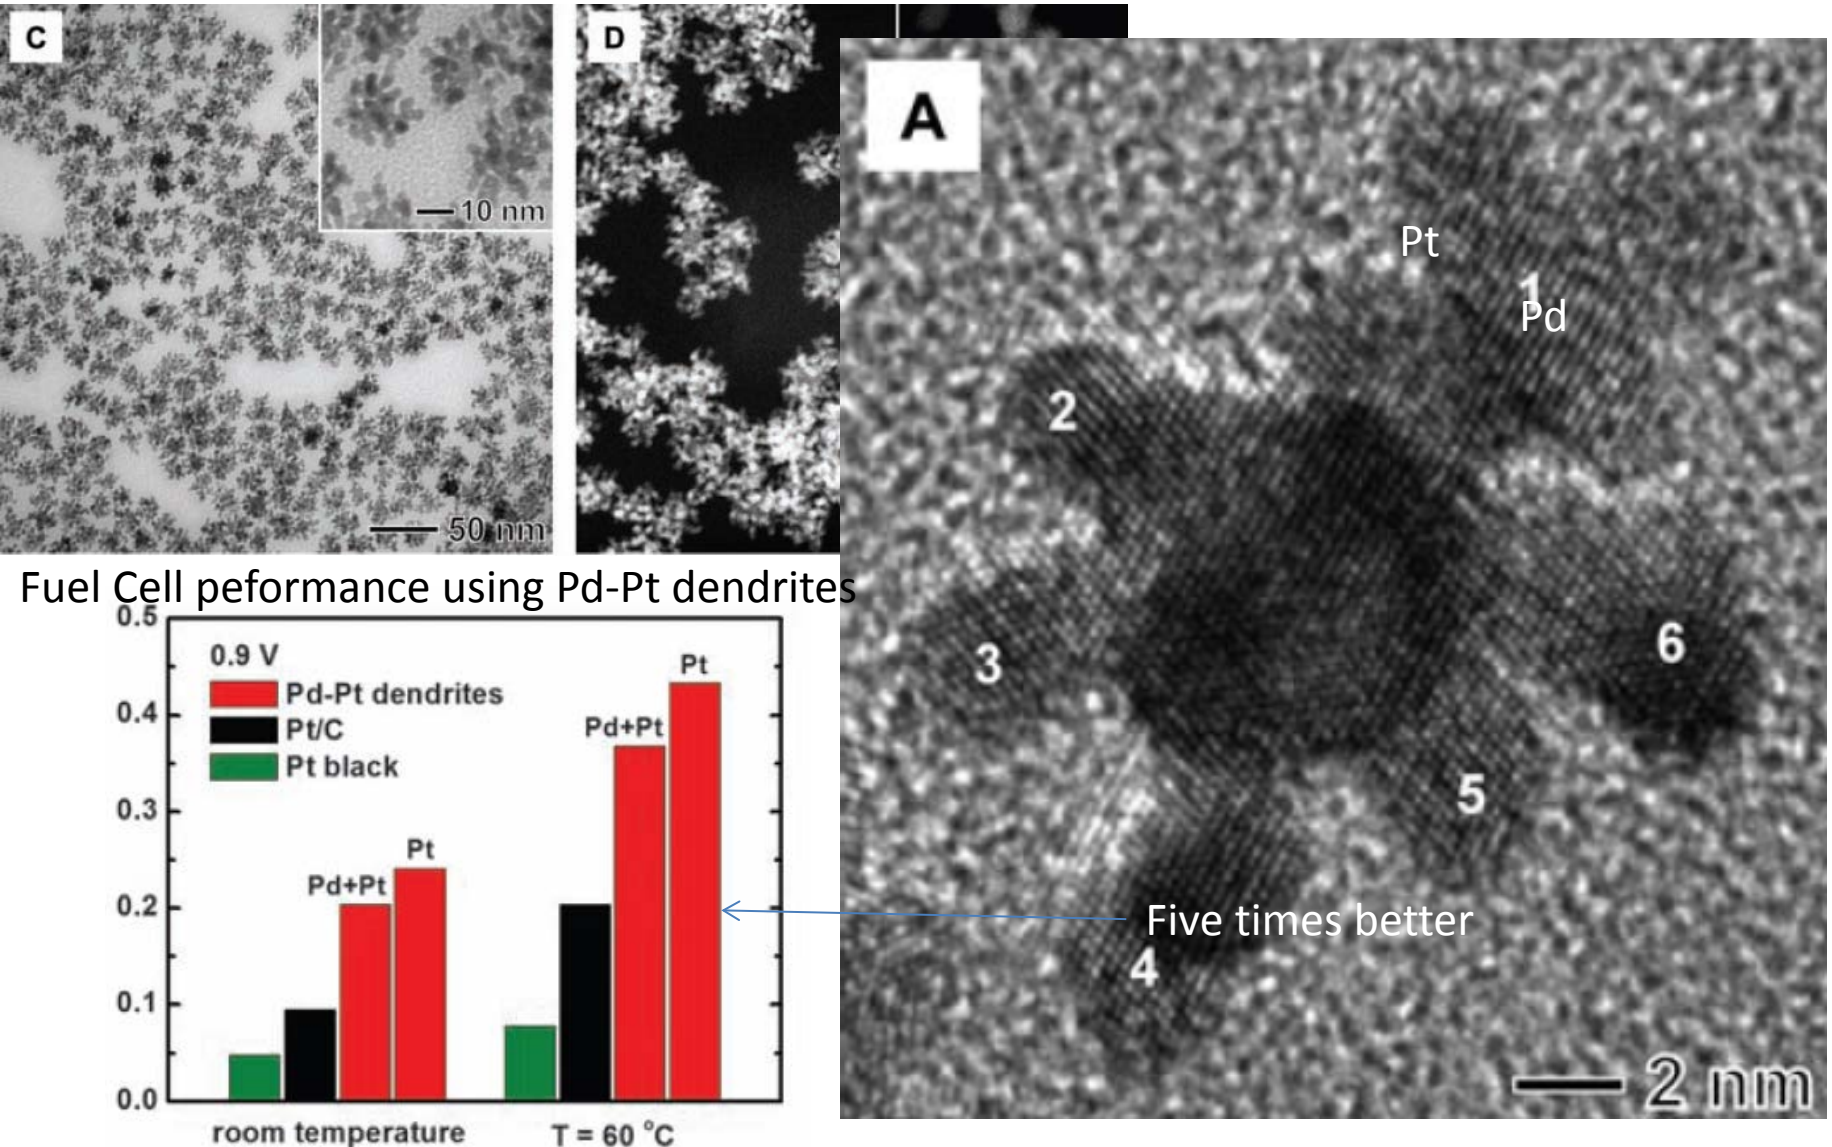 C
10 nm
50 nm
D
A
Pt
1
Pd
2
3
6
5
4
Five times better
2 nm
Fuel Cell peformance using Pd-Pt dendrites
0.5
0.4
0.3
0.2
0.1
0.0
0.9 V
Pd-Pt dendrites
Pt/C
Pt black
Pd+Pt
Pt
Pd+Pt
Pt
room temperature
T = 60 °C